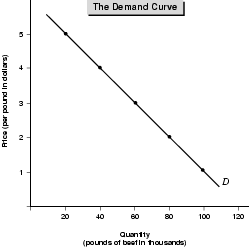 The Demand Curve
Price (per pound in dollars)
5
4
3
2
1
D
20 40 60 80 100 120
Quantity
(pounds of beef in thousands)